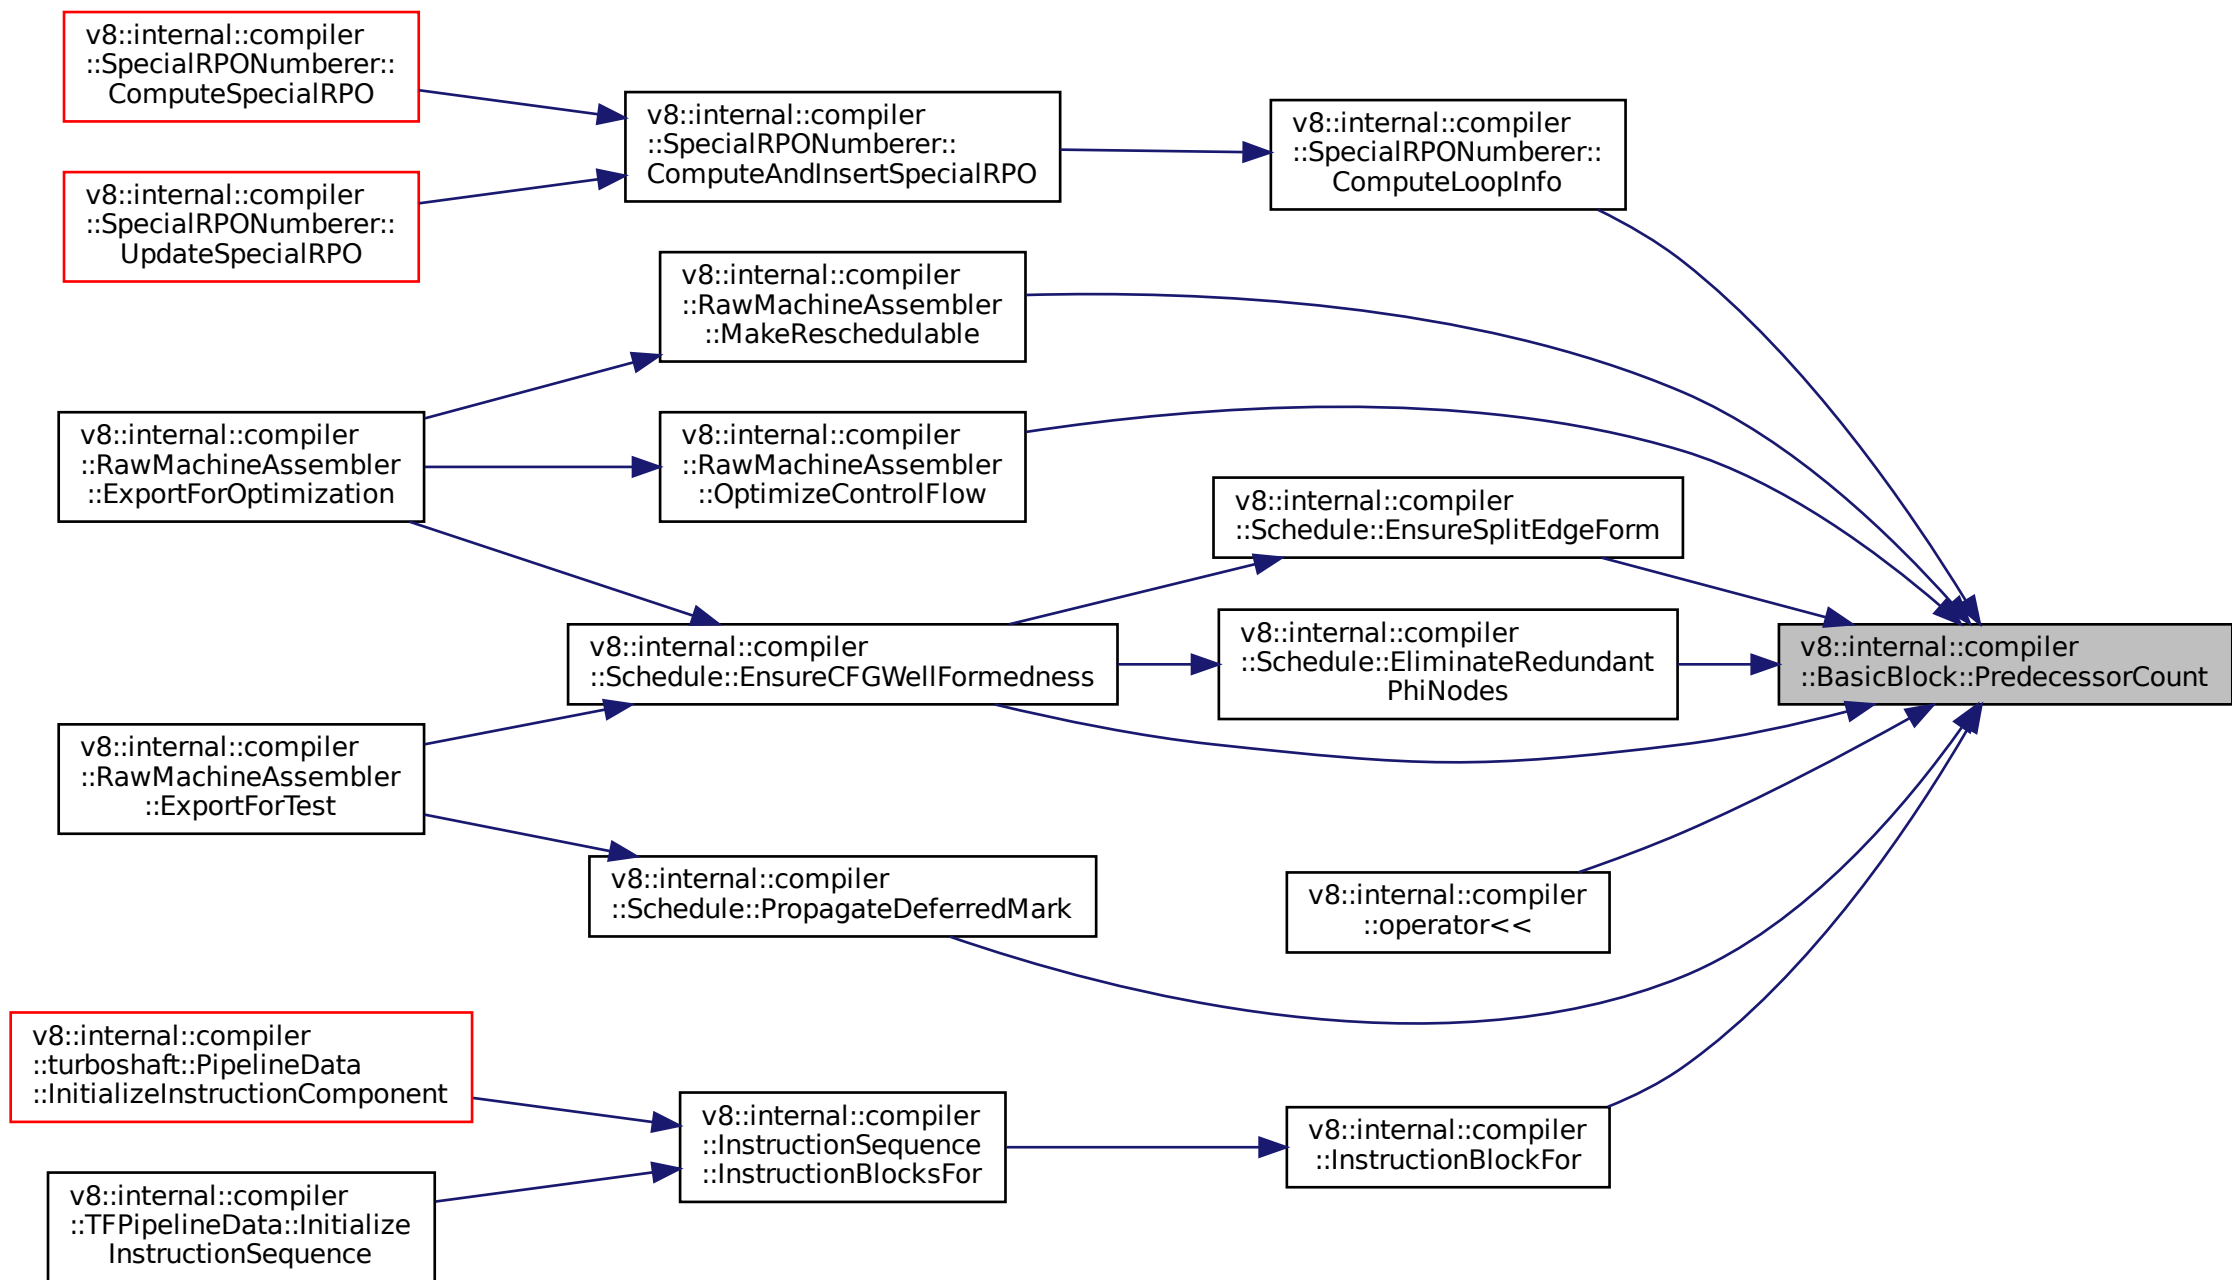 v8::internal::compiler
::SpecialRPONumberer::
ComputeSpecialRPO
v8::internal::compiler
::SpecialRPONumberer::
UpdateSpecialRPO
v8::internal::compiler
::RawMachineAssembler
::ExportForOptimization
v8::internal::compiler
::RawMachineAssembler
::ExportForTest
v8::internal::compiler
::turboshaft::PipelineData
::InitializeInstructionComponent
v8::internal::compiler
::TFPipelineData::Initialize
InstructionSequence
v8::internal::compiler
::SpecialRPONumberer::
ComputeAndInsertSpecialRPO
v8::internal::compiler
::RawMachineAssembler
::MakeReschedulable
v8::internal::compiler
::RawMachineAssembler
::OptimizeControlFlow
v8::internal::compiler
::Schedule::EnsureCFGWellFormedness
v8::internal::compiler
::Schedule::PropagateDeferredMark
v8::internal::compiler
::InstructionSequence
::InstructionBlocksFor
v8::internal::compiler
::SpecialRPONumberer::
ComputeLoopInfo
v8::internal::compiler
::Schedule::EnsureSplitEdgeForm
v8::internal::compiler
::Schedule::EliminateRedundant
PhiNodes
v8::internal::compiler
::operator<<
v8::internal::compiler
::InstructionBlockFor
v8::internal::compiler
::BasicBlock::PredecessorCount